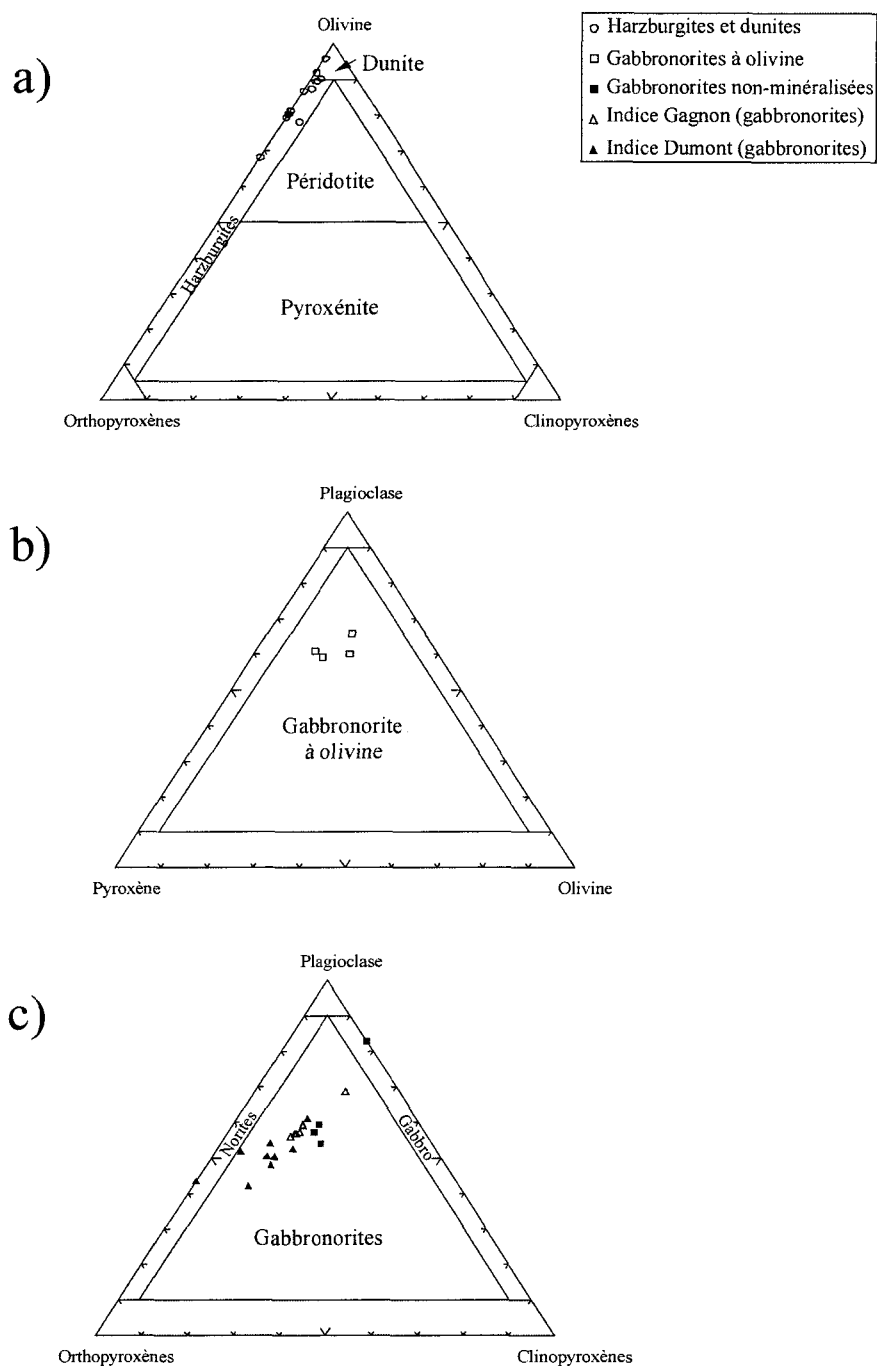 a)
Olivine
Dunite
Péridotite
Harzburgites
Pyroxénite
Orthopyroxènes
Clinopyroxènes
Harzburgites et dunites
Gabbronorites à olivine
Gabbronorites non-minéralisées
Indice Gagnon (gabbronorites)
Indice Dumont (gabbronorites)
b)
Plagioclase
Gabbronorite
à olivine
Pyroxène
Olivine
c)
Plagioclase
Norites
Gabbro
Gabbronorites
Orthopyroxènes
Clinopyroxènes